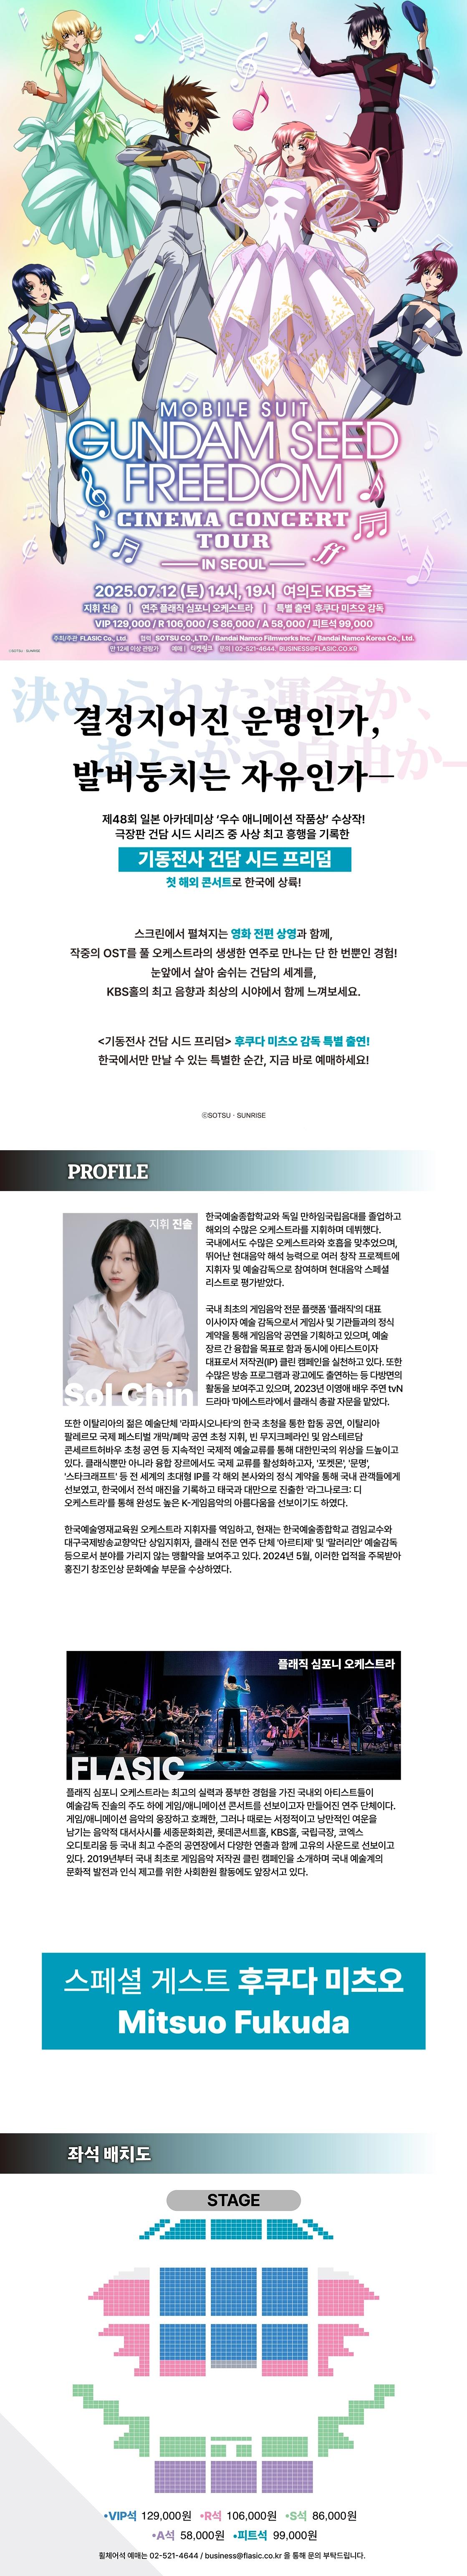 MOBILE SUIT
GUNDAM SEED
FREEDOM
CINEMA CONCERT
TOUR
IN SEOUL
2025.07.12 (토) 14시, 19시 여의도 KBS홀
지휘 진솔 | 연주 플래직 심포니 오케스트라 | 특별 출연 후쿠다 미츠오 감독
VIP 129,000 / R 106,000 / S 86,000 / A 58,000 / 피트석 99,000
주최/주관 FLASIC Co., Ltd. 협력 SOTSU CO., LTD. / Bandai Namco Filmworks Inc. / Bandai Namco Korea Co., Ltd.
만 12세 이상 관람가 예매 | 티켓링크 문의 | 02-521-4644, BUSINESS@FLASIC.CO.KR
©SOTSU · SUNRISE
決められた運命か、
あらがう自由か—
결정지어진 운명인가,
발버둥치는 자유인가—
제48회 일본 아카데미상 '우수 애니메이션 작품상' 수상작!
극장판 건담 시드 시리즈 중 사상 최고 흥행을 기록한
기동전사 건담 시드 프리덤
첫 해외 콘서트로 한국에 상륙!
스크린에서 펼쳐지는 영화 전편 상영과 함께,
작중의 OST를 풀 오케스트라의 생생한 연주로 만나는 단 한 번뿐인 경험!
눈앞에서 살아 숨쉬는 건담의 세계를,
KBS홀의 최고 음향과 최상의 시야에서 함께 느껴보세요.
<기동전사 건담 시드 프리덤> 후쿠다 미츠오 감독 특별 출연!
한국에서만 만날 수 있는 특별한 순간, 지금 바로 예매하세요!
ⓒSOTSU · SUNRISE
PROFILE
지휘 진솔
Sol Chin
한국예술종합학교와 독일 만하임국립음대를 졸업하고
해외의 수많은 오케스트라를 지휘하며 데뷔했다.
국내에서도 수많은 오케스트라와 호흡을 맞추었으며,
뛰어난 현대음악 해석 능력으로 여러 창작 프로젝트에
지휘자 및 예술감독으로 참여하며 현대음악 스페셜
리스트로 평가받았다.
국내 최초의 게임음악 전문 플랫폼 '플래직'의 대표
이사이자 예술 감독으로서 게임사 및 기관들과의 정식
계약을 통해 게임음악 공연을 기획하고 있으며, 예술
장르 간 융합을 목표로 함과 동시에 아티스트이자
대표로서 저작권(IP) 클린 캠페인을 실천하고 있다. 또한
수많은 방송 프로그램과 광고에도 출연하는 등 다방면의
활동을 보여주고 있으며, 2023년 이영애 배우 주연 tvN
드라마 '마에스트라'에서 클래식 총괄 자문을 맡았다.
또한 이탈리아의 젊은 예술단체 '라파시오나타'의 한국 초청을 통한 합동 공연, 이탈리아
팔레르모 국제 페스티벌 개막/폐막 공연 초청 지휘, 빈 무지크페라인 및 암스테르담
콘세르트허바우 초청 공연 등 지속적인 국제적 예술교류를 통해 대한민국의 위상을 드높이고
있다. 클래식뿐만 아니라 융합 장르에서도 국제 교류를 활성화하고자, '포켓몬', '문명',
'스타크래프트' 등 전 세계의 초대형 IP를 각 해외 본사와의 정식 계약을 통해 국내 관객들에게
선보였고, 한국에서 전석 매진을 기록하고 태국과 대만으로 진출한 '라그나로크: 디
오케스트라'를 통해 완성도 높은 K-게임음악의 아름다움을 선보이기도 하였다.
한국예술영재교육원 오케스트라 지휘자를 역임하고, 현재는 한국예술종합학교 겸임교수와
대구국제방송교향악단 상임지휘자, 클래식 전문 연주 단체 '아르티제' 및 '말러리안' 예술감독
등으로서 분야를 가리지 않는 맹활약을 보여주고 있다. 2024년 5월, 이러한 업적을 주목받아
홍진기 창조인상 문화예술 부문을 수상하였다.
플래직 심포니 오케스트라
FLASIC
플래직 심포니 오케스트라는 최고의 실력과 풍부한 경험을 가진 국내외 아티스트들이
예술감독 진솔의 주도 하에 게임/애니메이션 콘서트를 선보이고자 만들어진 연주 단체이다.
게임/애니메이션 음악의 웅장하고 호쾌한, 그러나 때로는 서정적이고 낭만적인 여운을
남기는 음악적 대서사시를 세종문화회관, 롯데콘서트홀, KBS홀, 국립극장, 코엑스
오디토리움 등 국내 최고 수준의 공연장에서 다양한 연출과 함께 고유의 사운드로 선보이고
있다. 2019년부터 국내 최초로 게임음악 저작권 클린 캠페인을 소개하며 국내 예술계의
문화적 발전과 인식 제고를 위한 사회환원 활동에도 앞장서고 있다.
스페셜 게스트 후쿠다 미츠오
Mitsuo Fukuda
좌석 배치도
STAGE
•VIP석 129,000원 •R석 106,000원 •S석 86,000원
•A석 58,000원 •피트석 99,000원
휠체어석 예매는 02-521-4644 / business@flasic.co.kr 을 통해 문의 부탁드립니다.